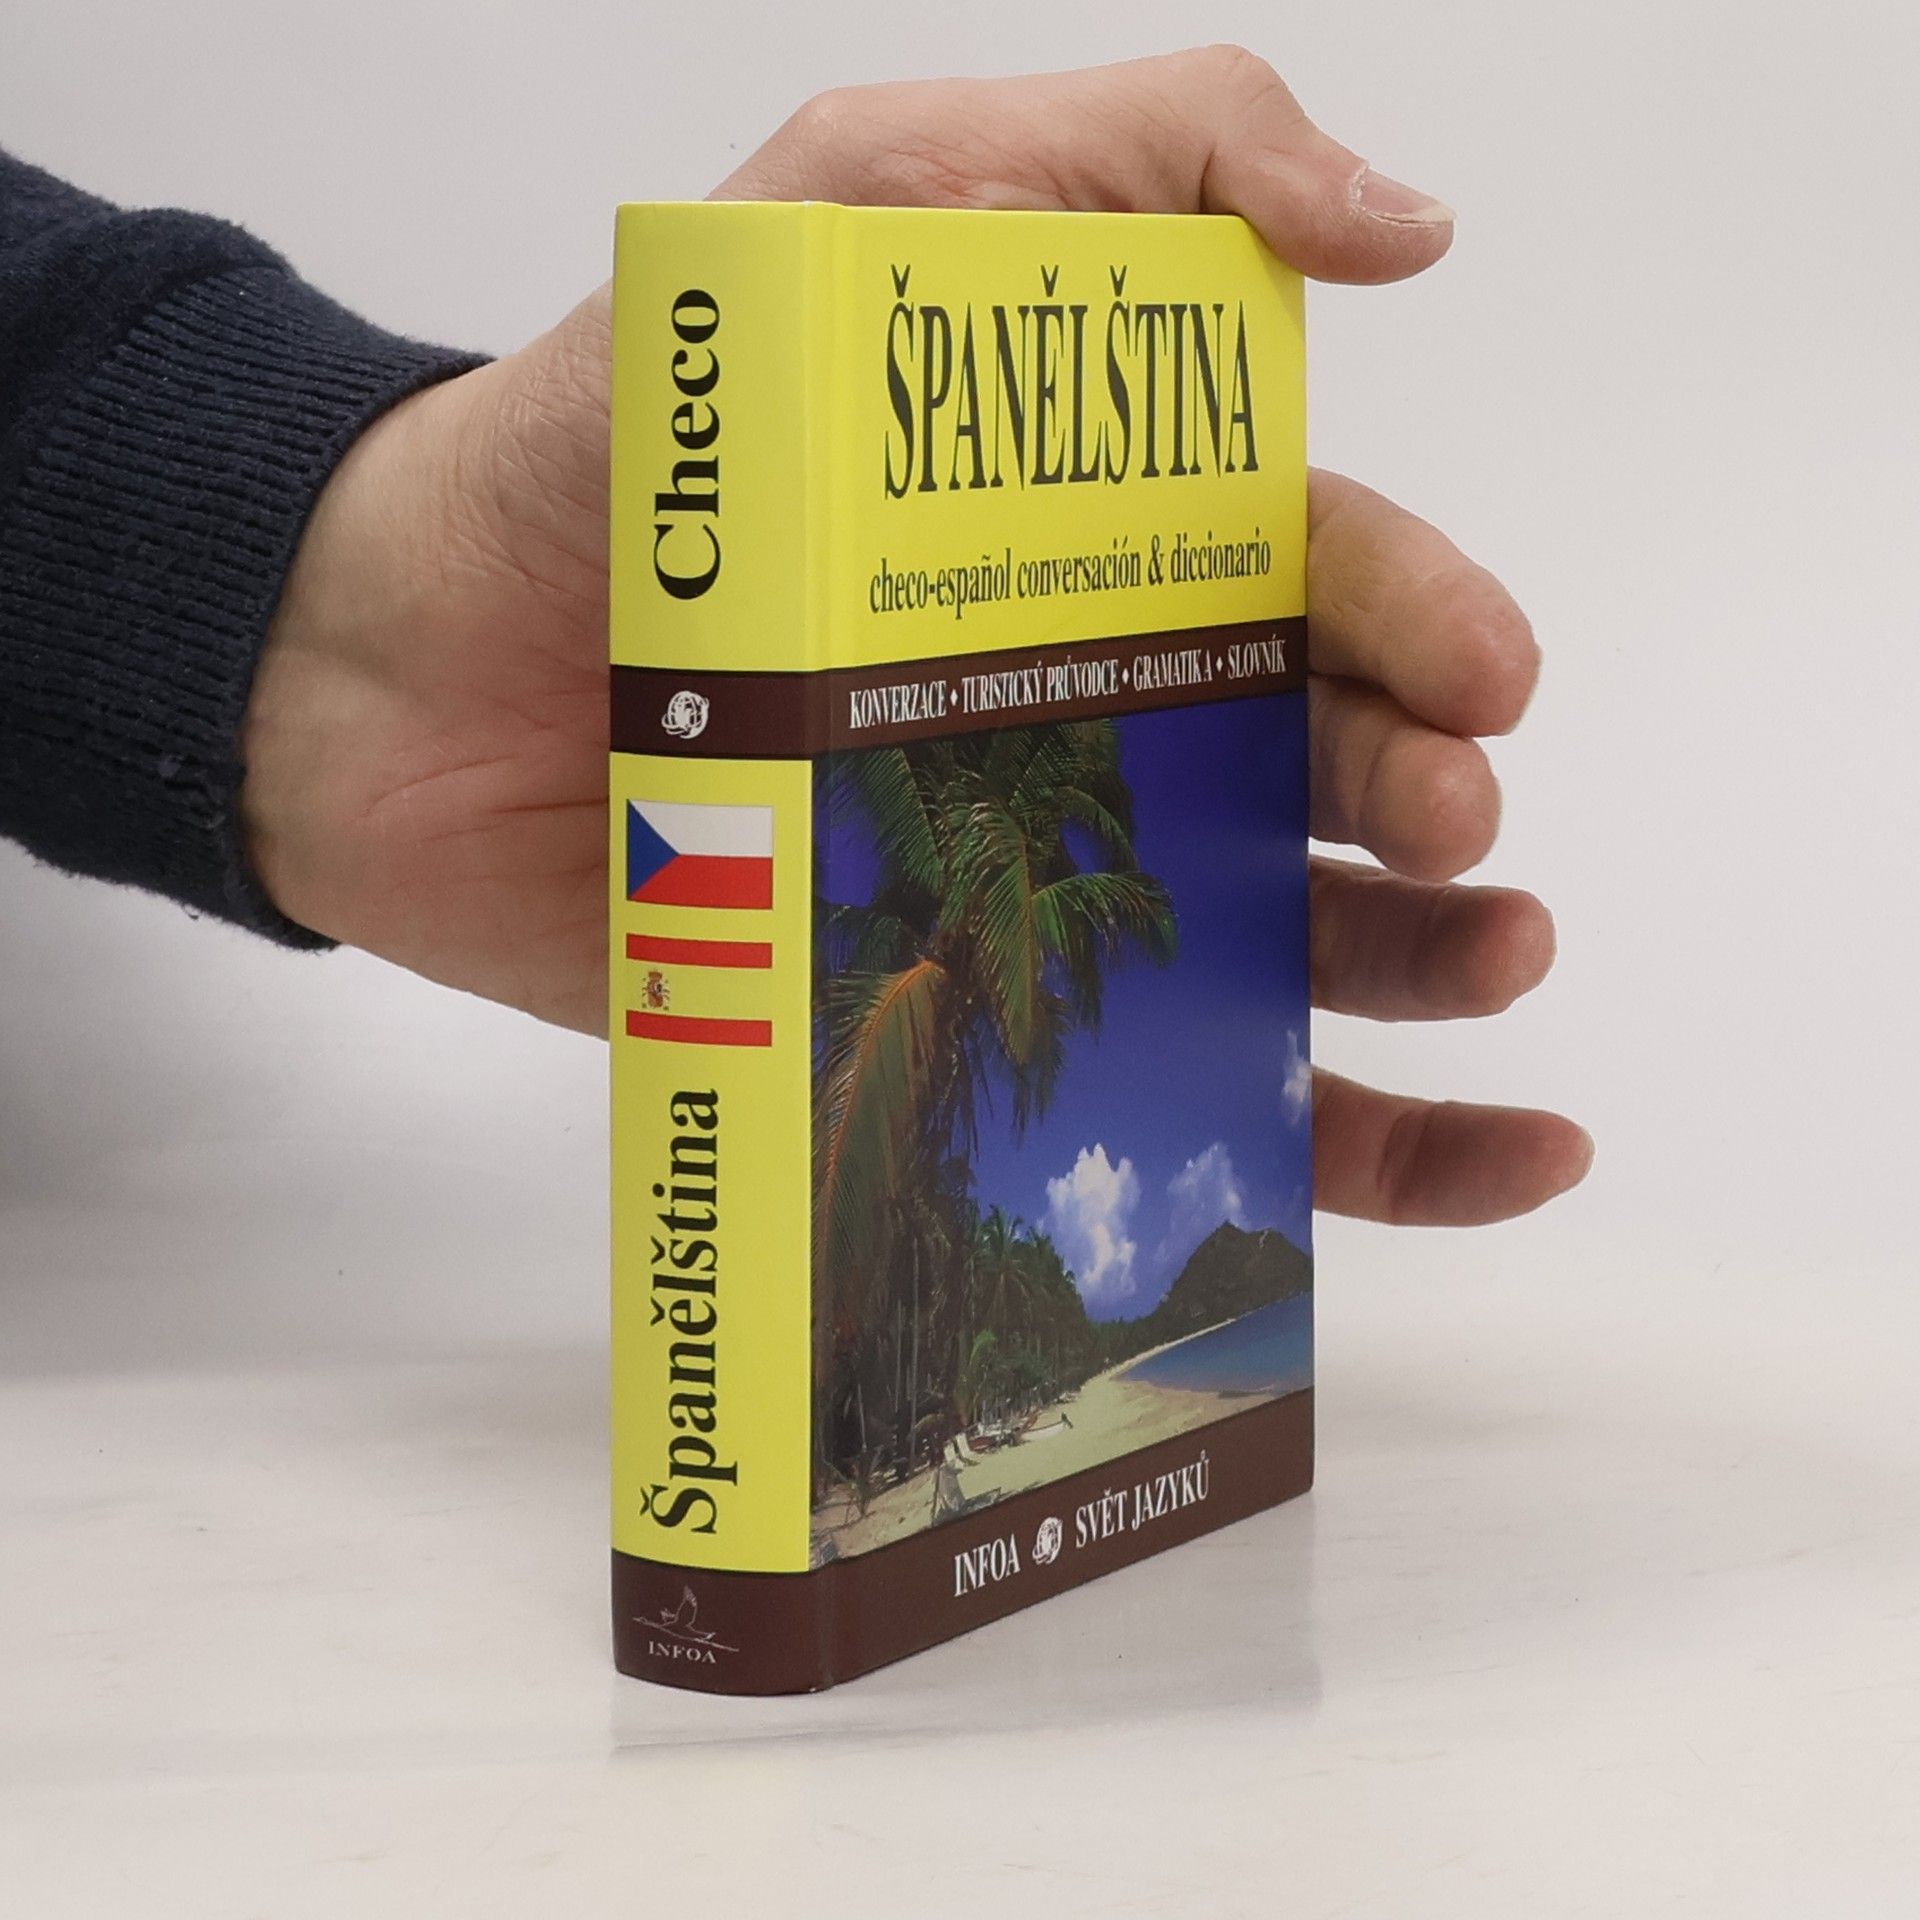 Checo
Španělština
INFOA
ŠPANĚLŠTINA
checo-español conversación & diccionario
KONVERZACE ♦ TURISTICKÝ PRŮVODCE ♦ GRAMATIKA ♦ SLOVNÍK
INFOA SVĚT JAZYKŮ